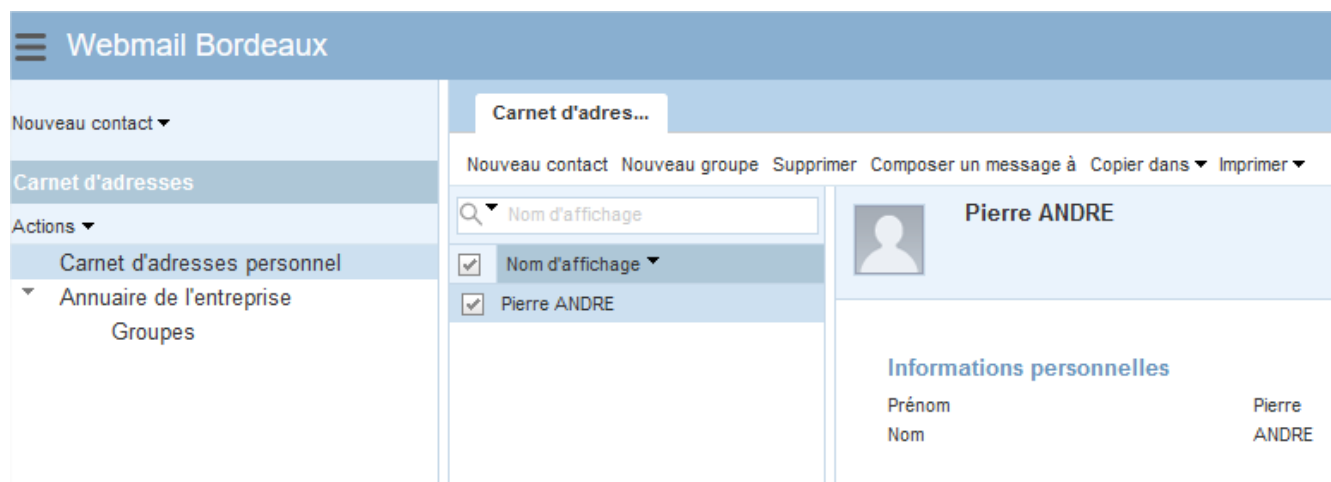 Webmail Bordeaux
Nouveau contact
Carnet d'adresses
Actions
Carnet d'adresses personnel
Annuaire de l'entreprise
Groupes
Carnet d'adres...
Nouveau contact Nouveau groupe Supprimer Composer un message à Copier dans Imprimer
Nom d'affichage
Nom d'affichage
Pierre ANDRE
Pierre ANDRE
Informations personnelles
Prénom Pierre
Nom ANDRE